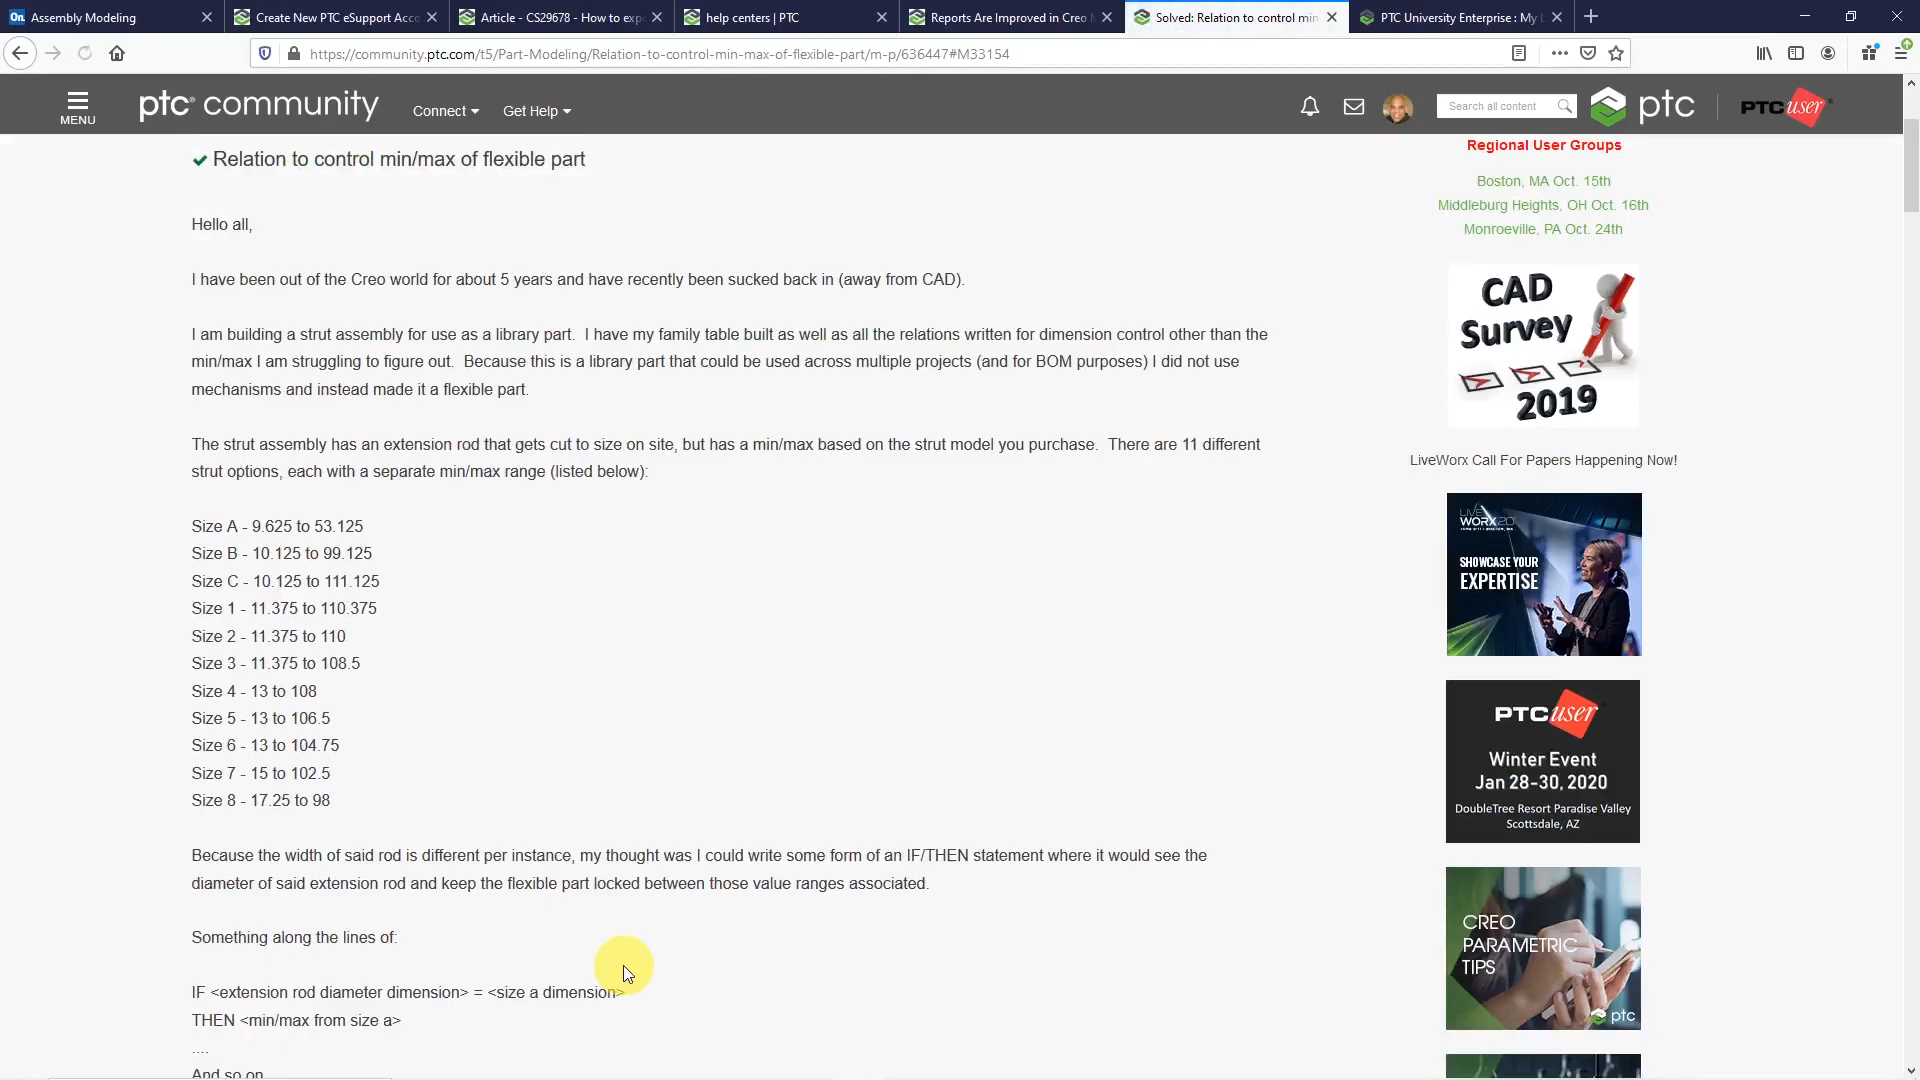 Assembly Modeling
Create New PTC eSupport Acco
Article - CS29678 - How to exp
help centers | PTC
Reports Are Improved in Creo
Solved: Relation to control min
PTC University Enterprise : My L
https://community.ptc.com/t5/Part-Modeling/Relation-to-control-min-max-of-flexible-part/m-p/636447#M33154
MENU
ptc community
Connect
Get Help
Search all content
ptc
PTCuser
Relation to control min/max of flexible part
Hello all,
I have been out of the Creo world for about 5 years and have recently been sucked back in (away from CAD).
I am building a strut assembly for use as a library part.  I have my family table built as well as all the relations written for dimension control other than the
min/max I am struggling to figure out.  Because this is a library part that could be used across multiple projects (and for BOM purposes) I did not use
mechanisms and instead made it a flexible part.
The strut assembly has an extension rod that gets cut to size on site, but has a min/max based on the strut model you purchase.  There are 11 different
strut options, each with a separate min/max range (listed below):
Size A - 9.625 to 53.125
Size B - 10.125 to 99.125
Size C - 10.125 to 111.125
Size 1 - 11.375 to 110.375
Size 2 - 11.375 to 110
Size 3 - 11.375 to 108.5
Size 4 - 13 to 108
Size 5 - 13 to 106.5
Size 6 - 13 to 104.75
Size 7 - 15 to 102.5
Size 8 - 17.25 to 98
Because the width of said rod is different per instance, my thought was I could write some form of an IF/THEN statement where it would see the
diameter of said extension rod and keep the flexible part locked between those value ranges associated.
Something along the lines of:
IF <extension rod diameter dimension> = <size a dimension>
THEN <min/max from size a>
....
And so on
Regional User Groups
Boston, MA Oct. 15th
Middleburg Heights, OH Oct. 16th
Monroeville, PA Oct. 24th
CAD
Survey
2019
LiveWorx Call For Papers Happening Now!
LIVE
WORX20
SHOWCASE YOUR
EXPERTISE
PTCuser
Winter Event
Jan 28-30, 2020
DoubleTree Resort Paradise Valley
Scottsdale, AZ
CREO
PARAMETRIC
TIPS
ptc